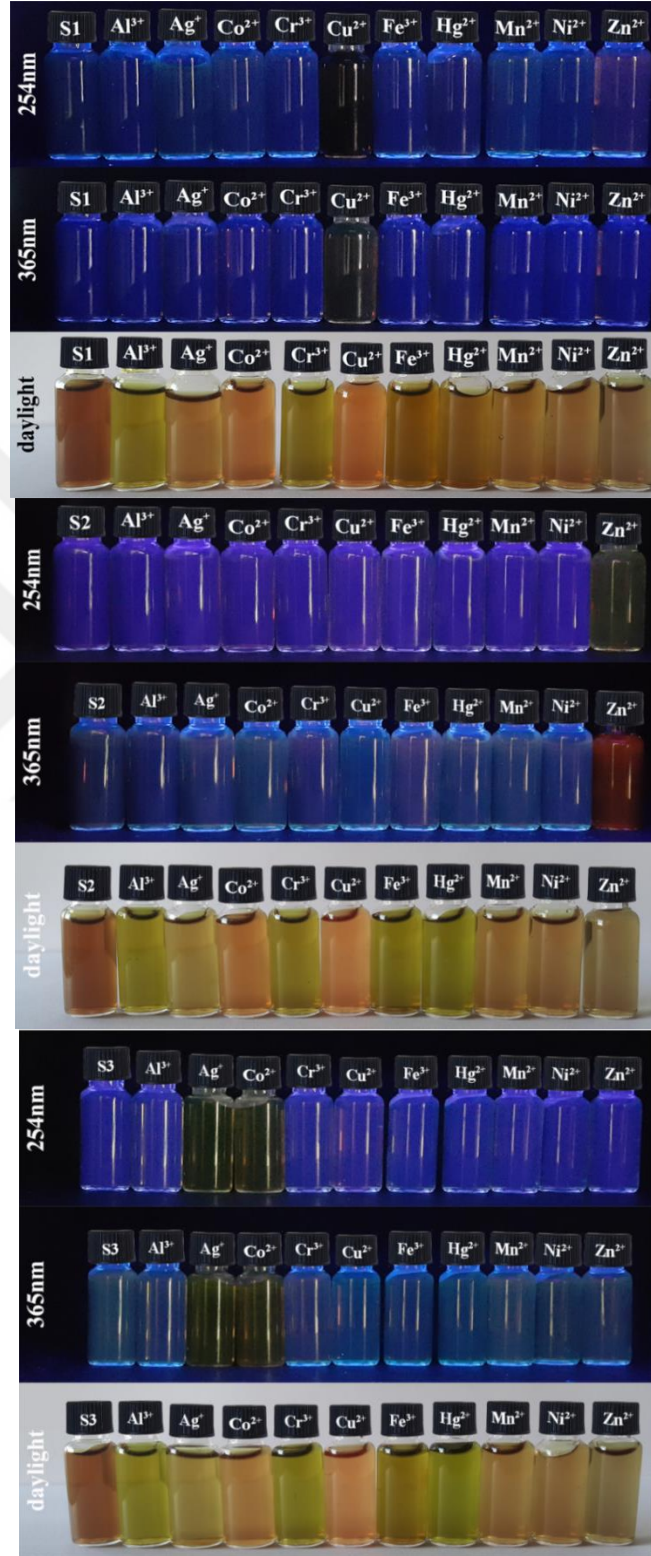 254nm
S1 Al³⁺ Ag⁺ Co²⁺ Cr³⁺ Cu²⁺ Fe³⁺ Hg²⁺ Mn²⁺ Ni²⁺ Zn²⁺
365nm
S1 Al³⁺ Ag⁺ Co²⁺ Cr³⁺ Cu²⁺ Fe³⁺ Hg²⁺ Mn²⁺ Ni²⁺ Zn²⁺
daylight
S1 Al³⁺ Ag⁺ Co²⁺ Cr³⁺ Cu²⁺ Fe³⁺ Hg²⁺ Mn²⁺ Ni²⁺ Zn²⁺
254nm
S2 Al³⁺ Ag⁺ Co²⁺ Cr³⁺ Cu²⁺ Fe³⁺ Hg²⁺ Mn²⁺ Ni²⁺ Zn²⁺
365nm
S2 Al³⁺ Ag⁺ Co²⁺ Cr³⁺ Cu²⁺ Fe³⁺ Hg²⁺ Mn²⁺ Ni²⁺ Zn²⁺
daylight
S2 Al³⁺ Ag⁺ Co²⁺ Cr³⁺ Cu²⁺ Fe³⁺ Hg²⁺ Mn²⁺ Ni²⁺ Zn²⁺
254nm
S3 Al³⁺ Ag⁺ Co²⁺ Cr³⁺ Cu²⁺ Fe³⁺ Hg²⁺ Mn²⁺ Ni²⁺ Zn²⁺
365nm
S3 Al³⁺ Ag⁺ Co²⁺ Cr³⁺ Cu²⁺ Fe³⁺ Hg²⁺ Mn²⁺ Ni²⁺ Zn²⁺
daylight
S3 Al³⁺ Ag⁺ Co²⁺ Cr³⁺ Cu²⁺ Fe³⁺ Hg²⁺ Mn²⁺ Ni²⁺ Zn²⁺